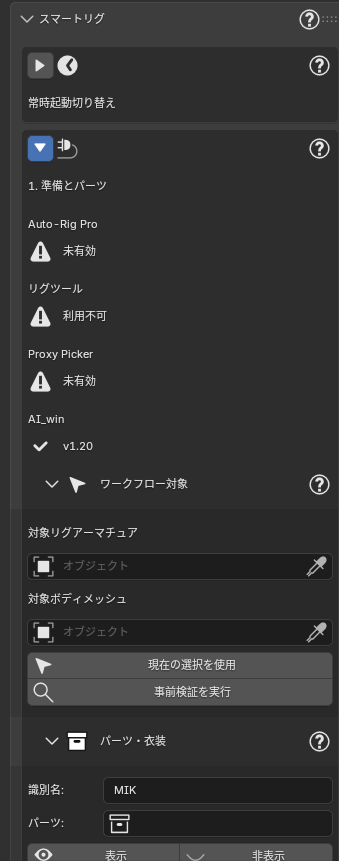 スマートリグ
常時起動切り替え
1. 準備とパーツ
Auto-Rig Pro
未有効
リグツール
利用不可
Proxy Picker
未有効
AI_win
v1.20
ワークフロー対象
対象リグアーマチュア
オブジェクト
対象ボディメッシュ
オブジェクト
現在の選択を使用
事前検証を実行
パーツ・衣装
識別名: MIK
パーツ:
表示 非表示